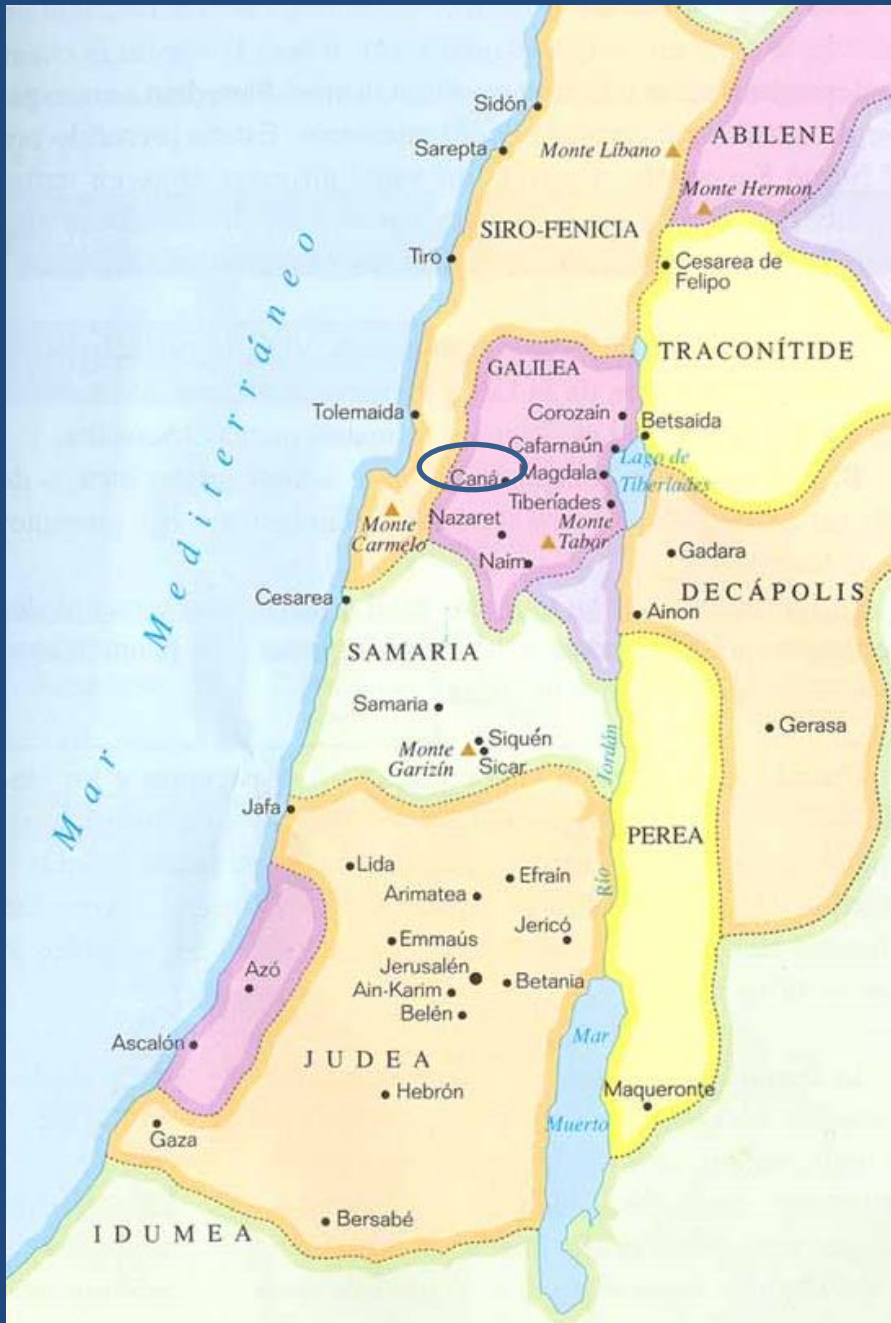 Sidón
Sarepta
Monte Líbano
ABILENE
Monte Hermon
SIRO-FENICIA
Tiro
Cesarea de
Felipo
Mar Mediterráneo
TRACONÍTIDE
GALILEA
Tolemaida
Corozaín
Betsaida
Cafarnaún
Lago de
Tiberíades
Caná
Magdala
Tiberíades
Monte
Carmelo
Nazaret
Monte
Tabor
Naím
Gadara
DECÁPOLIS
Cesarea
Ainon
SAMARIA
Samaria
Siquén
Monte
Garizín
Sicar
Gerasa
Río Jordán
Jafa
PEREA
Lida
Efraín
Arimatea
Jericó
Emmaús
Jerusalén
Azó
Ain-Karim
Betania
Belén
Ascalón
Mar
Muerto
JUDEA
Hebrón
Maqueronte
Gaza
Bersabé
IDUMEA